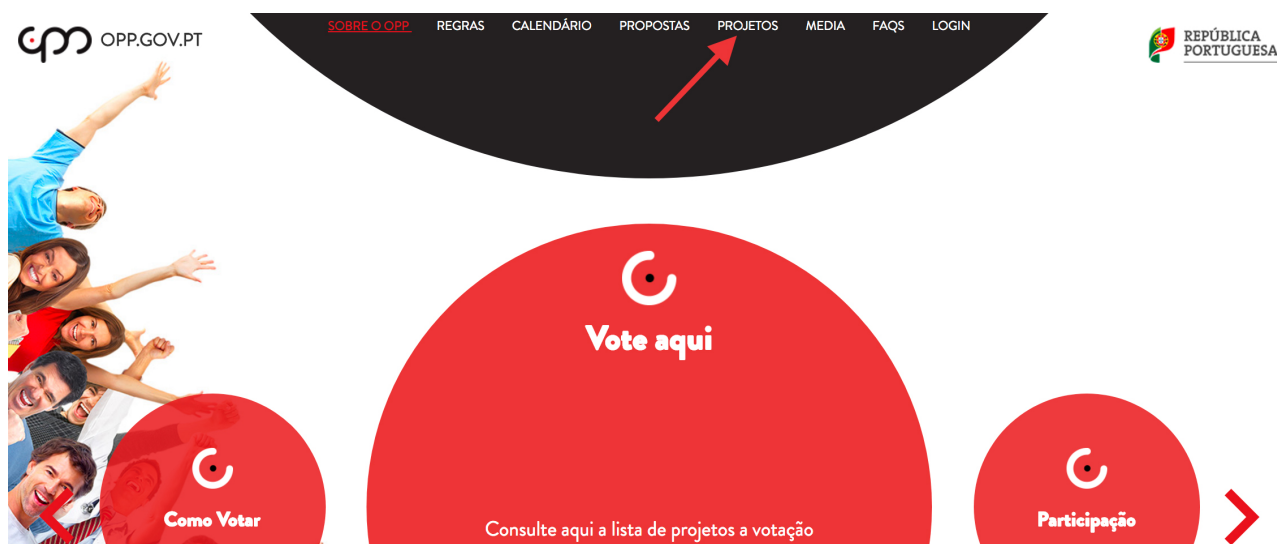 OPP.GOV.PT
SOBRE O OPP REGRAS CALENDÁRIO PROPOSTAS PROJETOS MEDIA FAQS LOGIN
REPÚBLICA
PORTUGUESA
Vote aqui
Consulte aqui a lista de projetos a votação
Como Votar
Participação